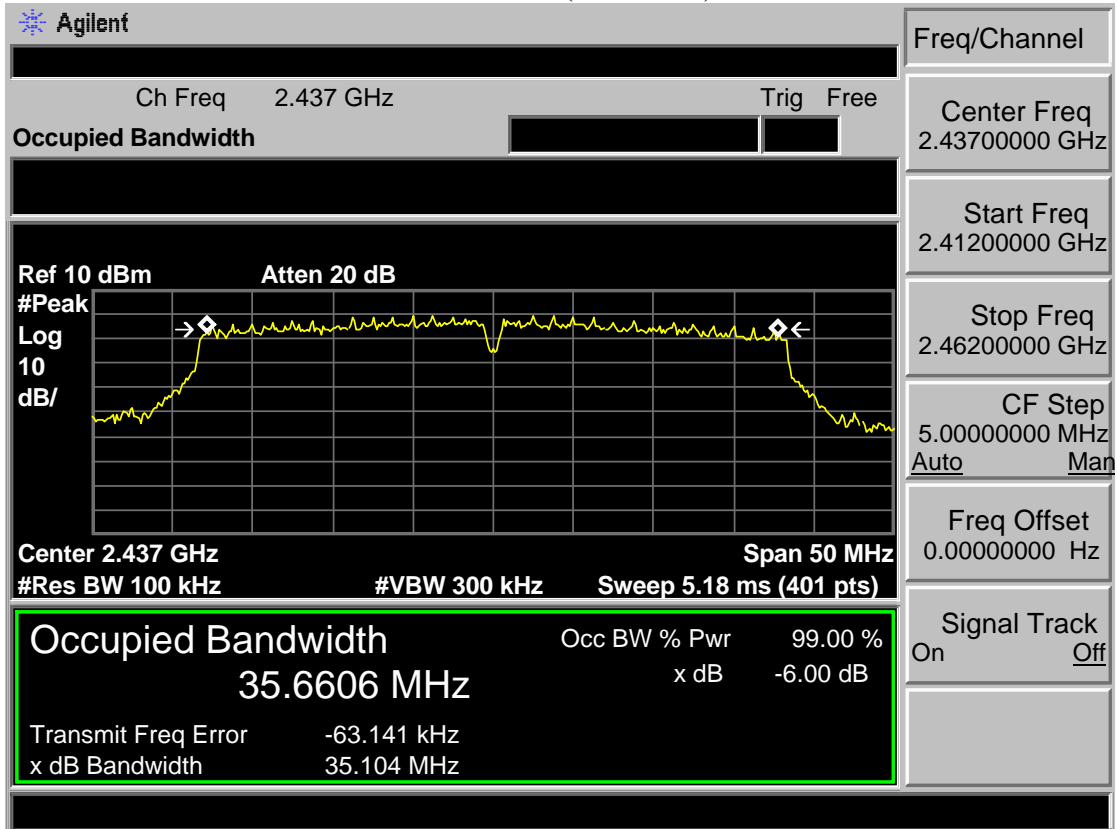 Agilent
Ch Freq 2.437 GHz Trig Free
Occupied Bandwidth
Ref 10 dBm Atten 20 dB
#Peak
Log
10
dB/
Center 2.437 GHz Span 50 MHz
#Res BW 100 kHz #VBW 300 kHz Sweep 5.18 ms (401 pts)
Occupied Bandwidth
35.6606 MHz
Occ BW % Pwr 99.00 %
x dB -6.00 dB
Transmit Freq Error -63.141 kHz
x dB Bandwidth 35.104 MHz
Freq/Channel
Center Freq
2.43700000 GHz
Start Freq
2.41200000 GHz
Stop Freq
2.46200000 GHz
CF Step
5.00000000 MHz
Auto Man
Freq Offset
0.00000000 Hz
Signal Track
On Off